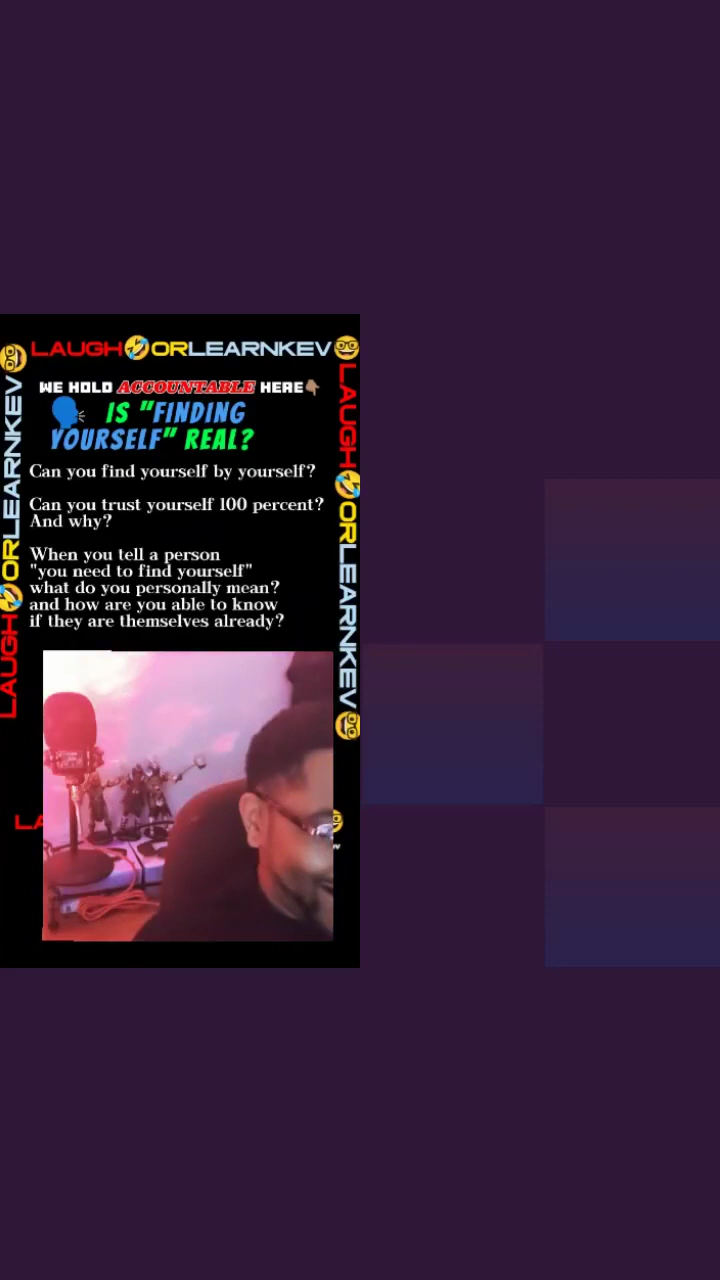 LAUGH🤣ORLEARNKEV🤓
WE HOLD ACCOUNTABLE HERE👇🏽
🗣 IS "FINDING
YOURSELF" REAL?
Can you find yourself by yourself?
Can you trust yourself 100 percent?
And why?
When you tell a person
"you need to find yourself"
what do you personally mean?
and how are you able to know
if they are themselves already?
LAUGH🤣ORLEARNKEV🤓
LAUGH🤣ORLEARNKEV🤓
LA